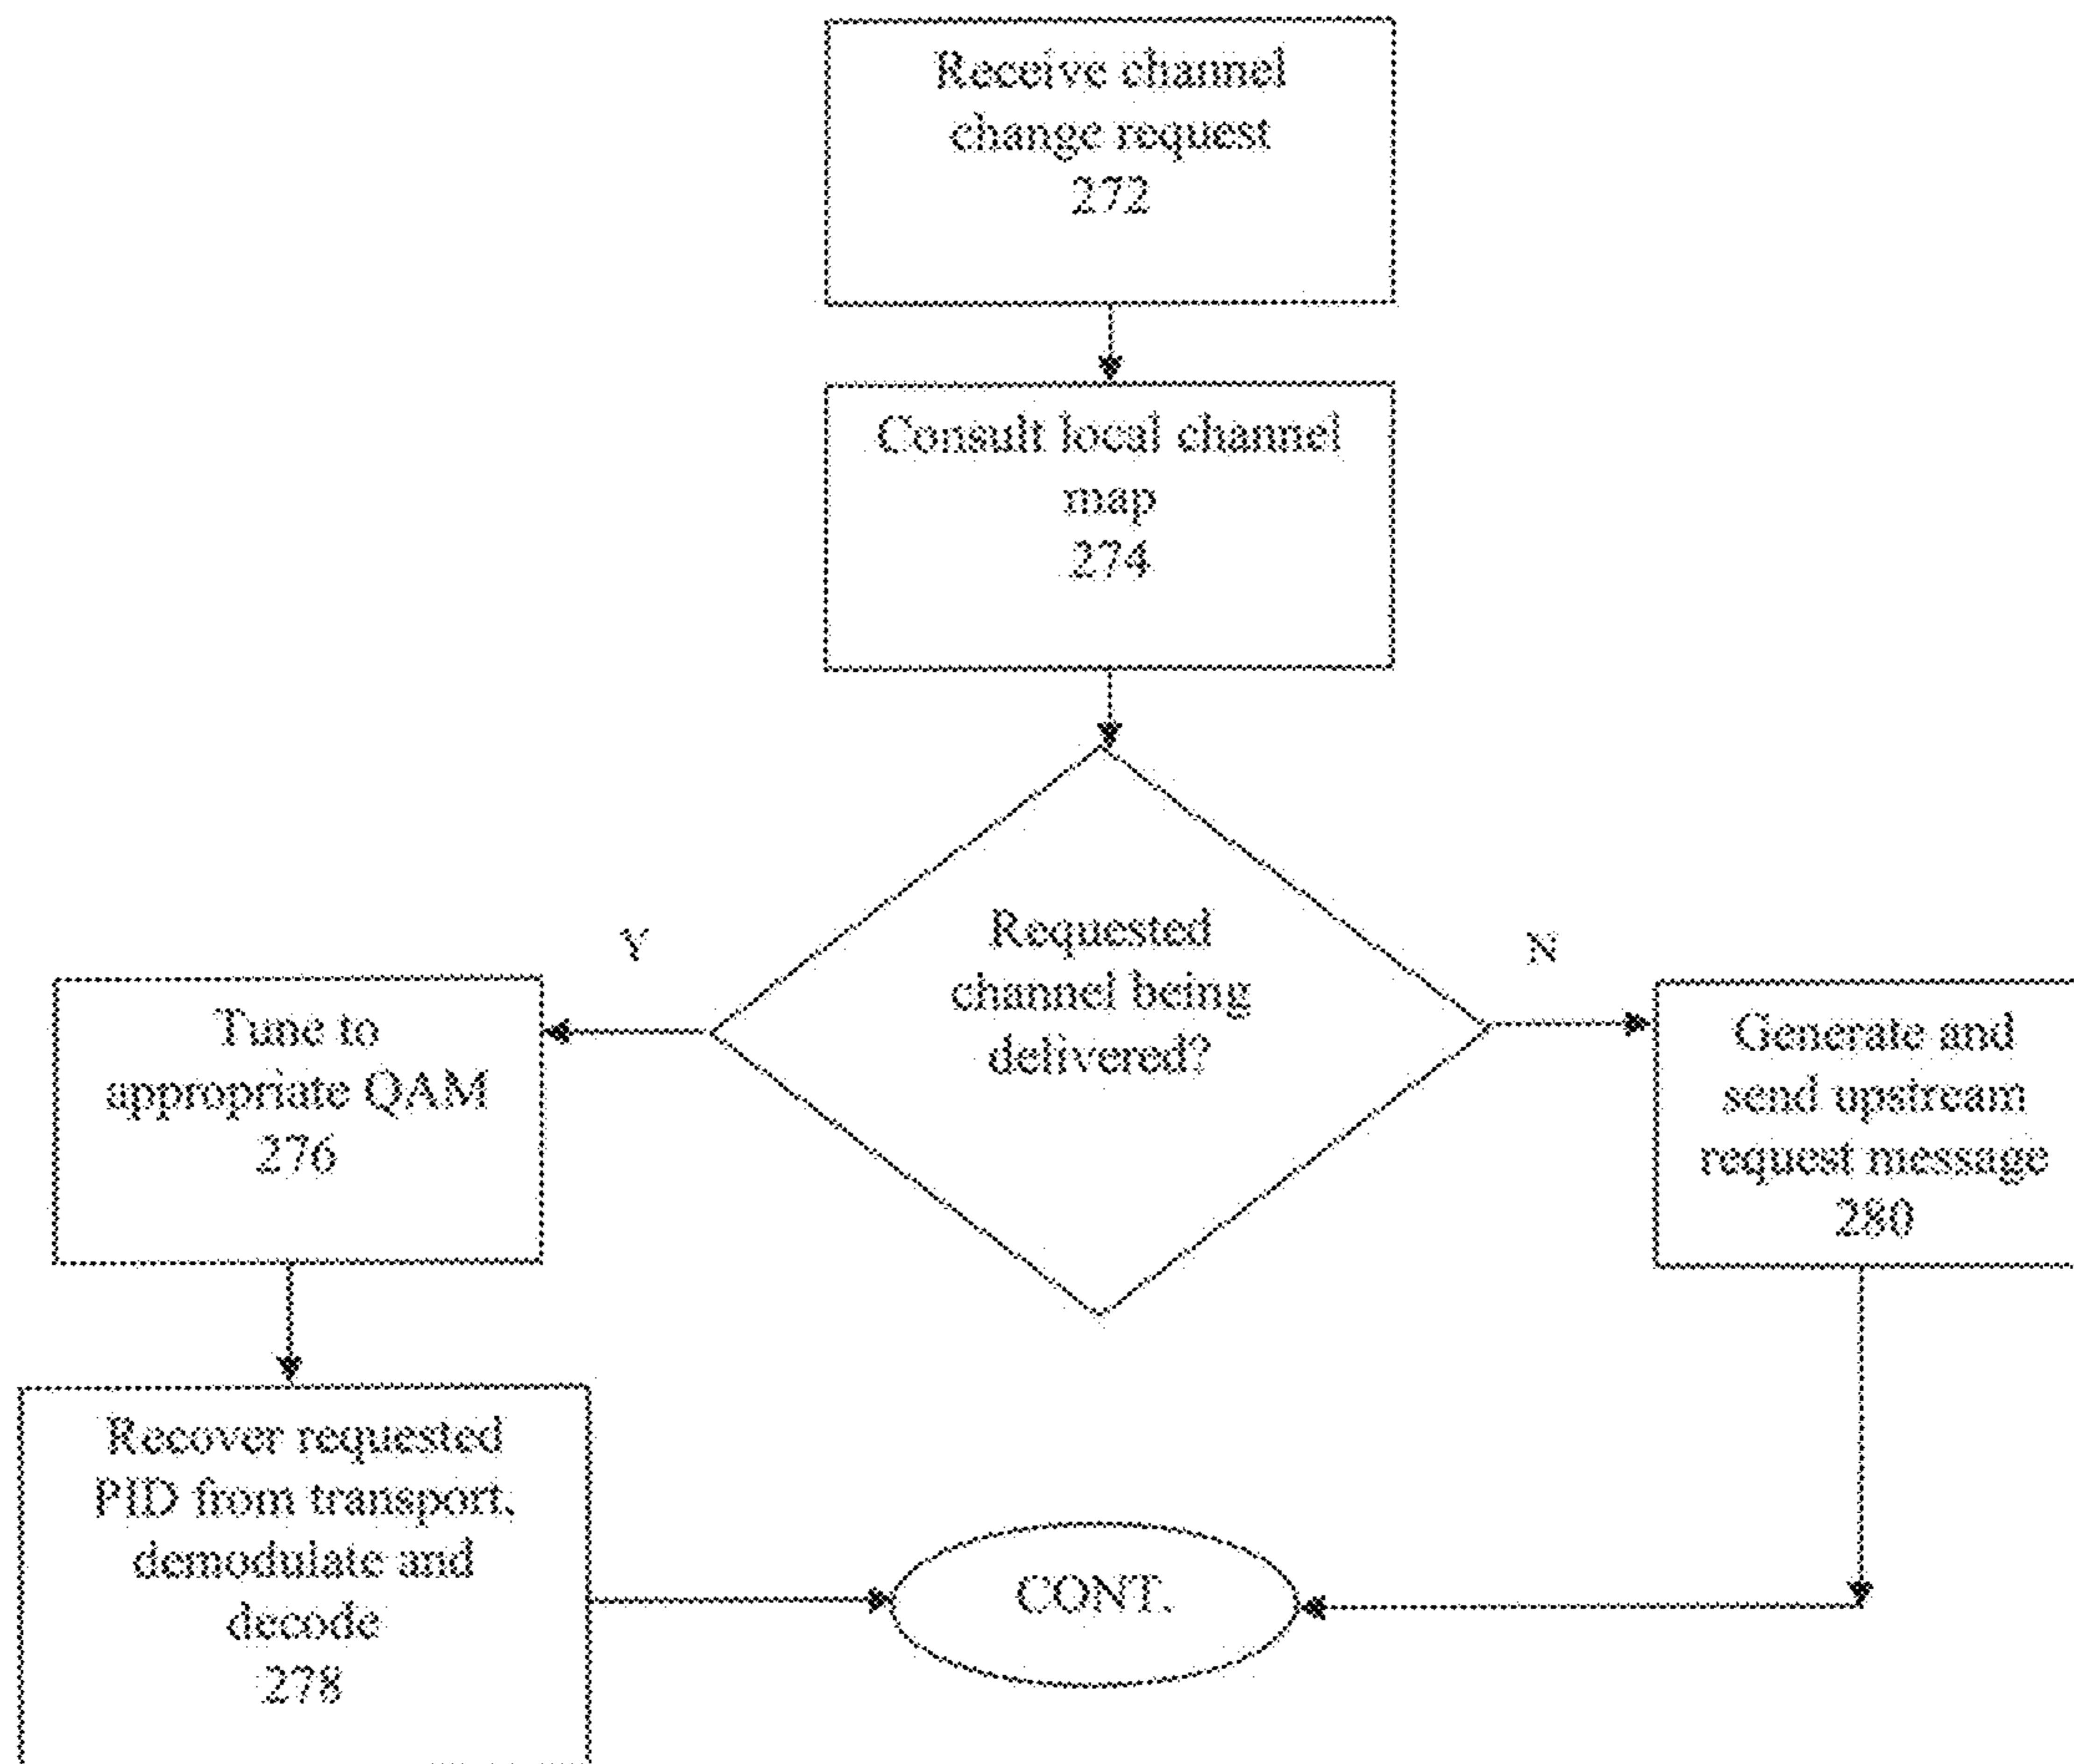 Receive channel
change request
272
Consult local channel
map
274
Requested
channel being
delivered?
Y
N
Tune to
appropriate QAM
276
Generate and
send upstream
request message
280
Recover requested
PID from transport,
demodulate and
decode
278
CONT.